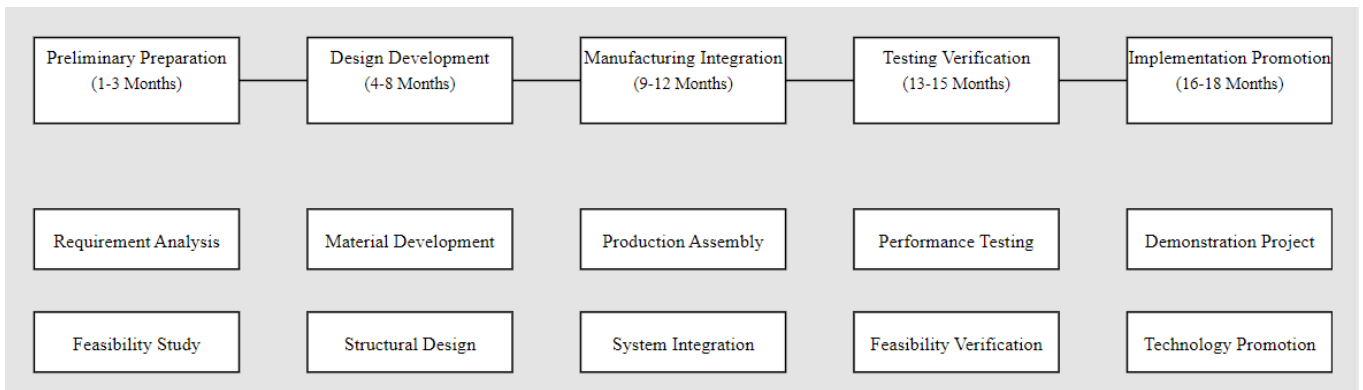 Preliminary Preparation
(1-3 Months)
Design Development
(4-8 Months)
Manufacturing Integration
(9-12 Months)
Testing Verification
(13-15 Months)
Implementation Promotion
(16-18 Months)
Requirement Analysis
Material Development
Production Assembly
Performance Testing
Demonstration Project
Feasibility Study
Structural Design
System Integration
Feasibility Verification
Technology Promotion